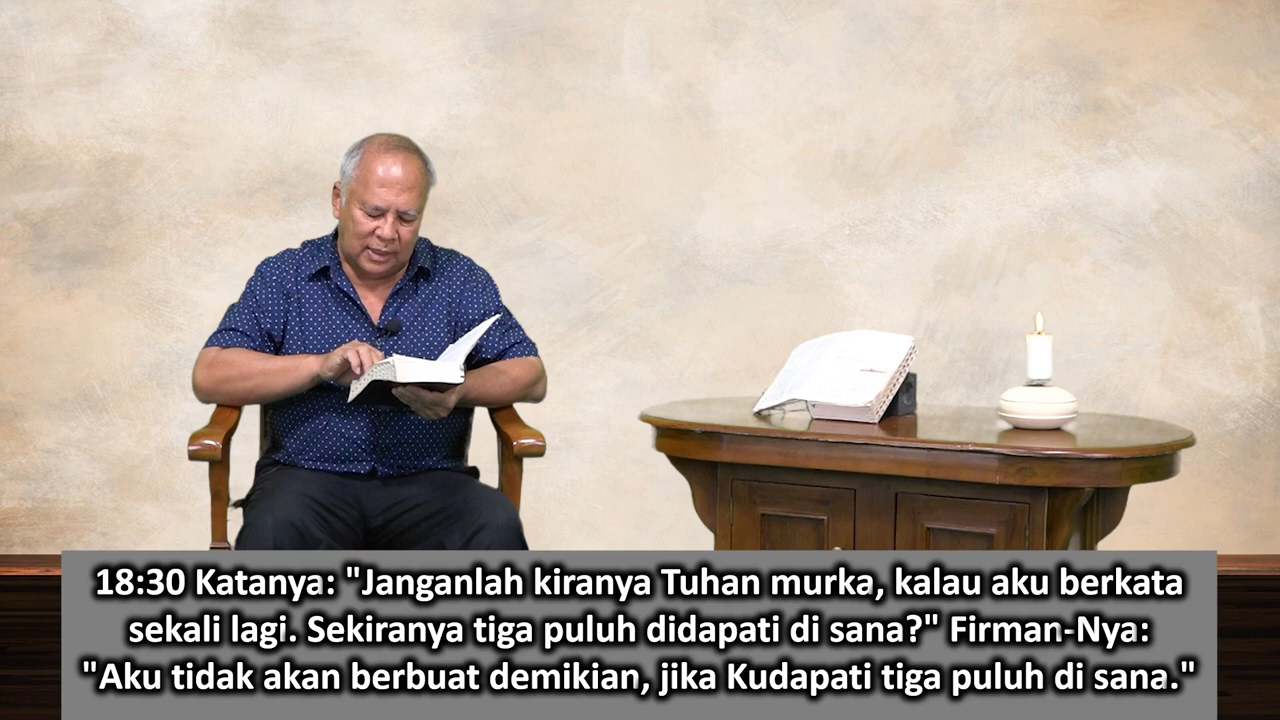 18:30 Katanya: "Janganlah kiranya Tuhan murka, kalau aku berkata
sekali lagi. Sekiranya tiga puluh didapati di sana?" Firman-Nya:
"Aku tidak akan berbuat demikian, jika Kudapati tiga puluh di sana."